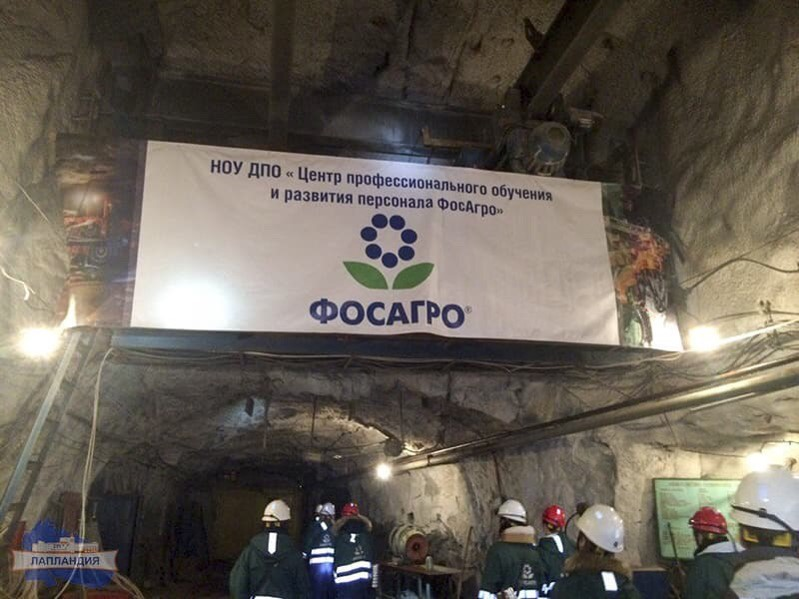 НОУ ДПО « Центр профессионального обучения
и развития персонала ФосАгро»
ФОСАГРО®
ЛАПЛАНДИЯ